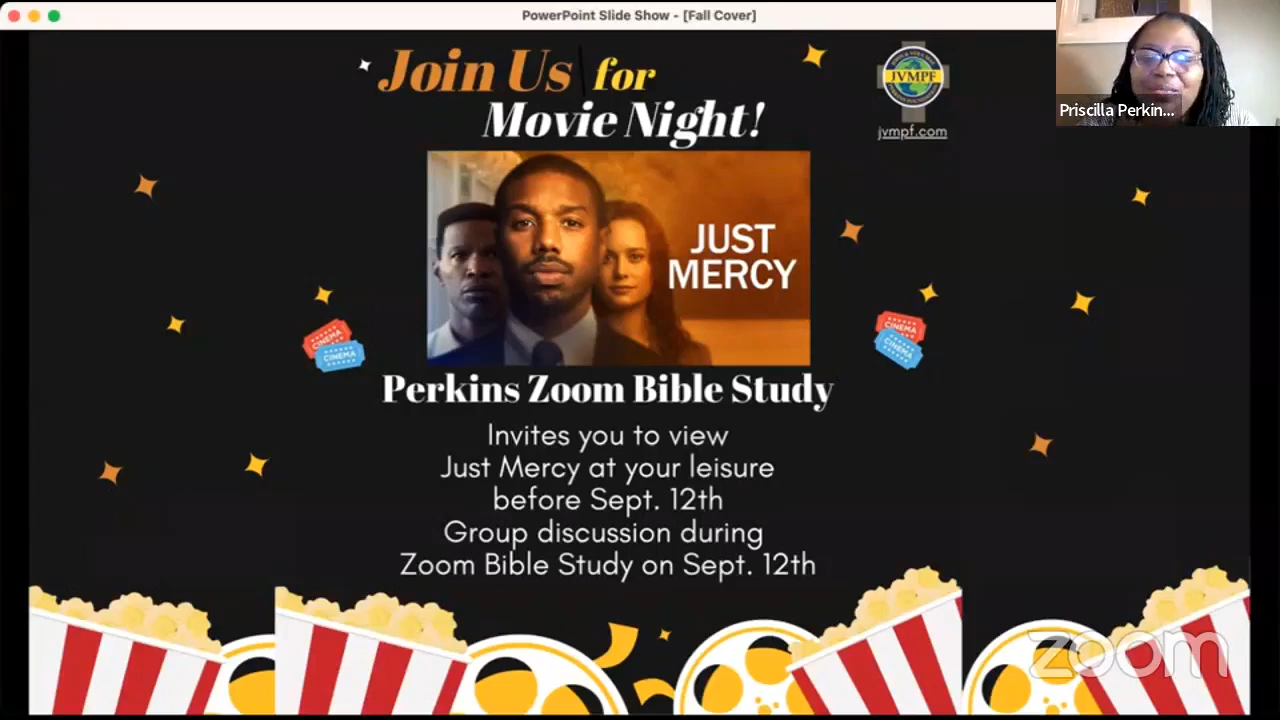 PowerPoint Slide Show - [Fall Cover]
Join Us for
Movie Night!
JVMPF
jvmpf.com
Priscilla Perkin...
JUST
MERCY
CINEMA
CINEMA
CINEMA
CINEMA
Perkins Zoom Bible Study
Invites you to view
Just Mercy at your leisure
before Sept. 12th
Group discussion during
Zoom Bible Study on Sept. 12th
zoom